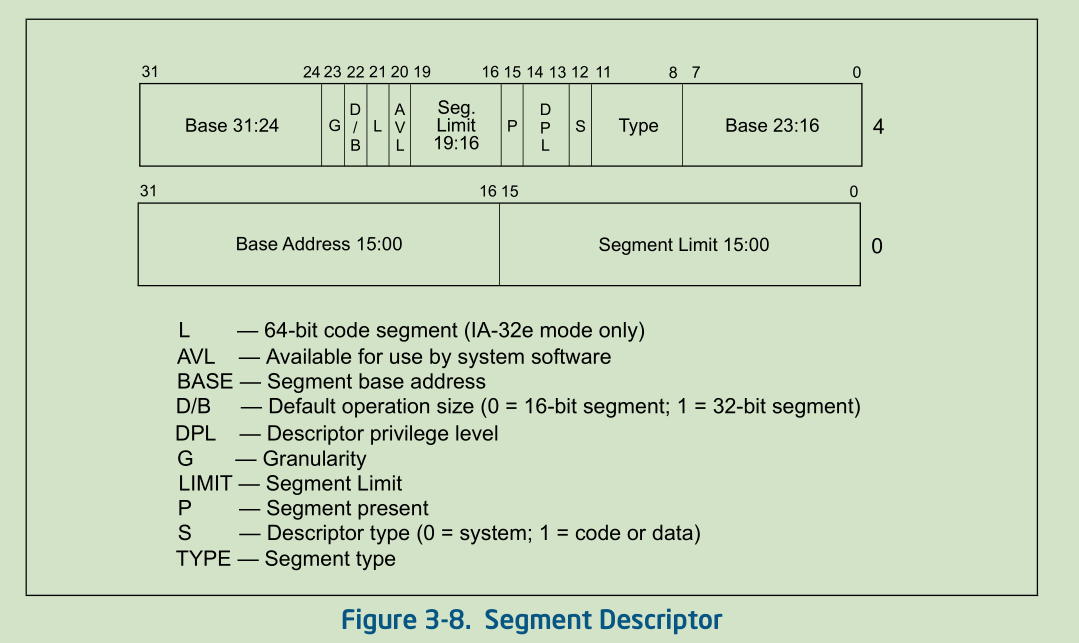 31 24 23 22 21 20 19 16 15 14 13 12 11 8 7 0
Base 31:24 G D/B L AVL Seg. Limit 19:16 P DPL S Type Base 23:16 4
31 16 15 0
Base Address 15:00 Segment Limit 15:00 0
L — 64-bit code segment (IA-32e mode only)
AVL — Available for use by system software
BASE — Segment base address
D/B — Default operation size (0 = 16-bit segment; 1 = 32-bit segment)
DPL — Descriptor privilege level
G — Granularity
LIMIT — Segment Limit
P — Segment present
S — Descriptor type (0 = system; 1 = code or data)
TYPE — Segment type
Figure 3-8. Segment Descriptor